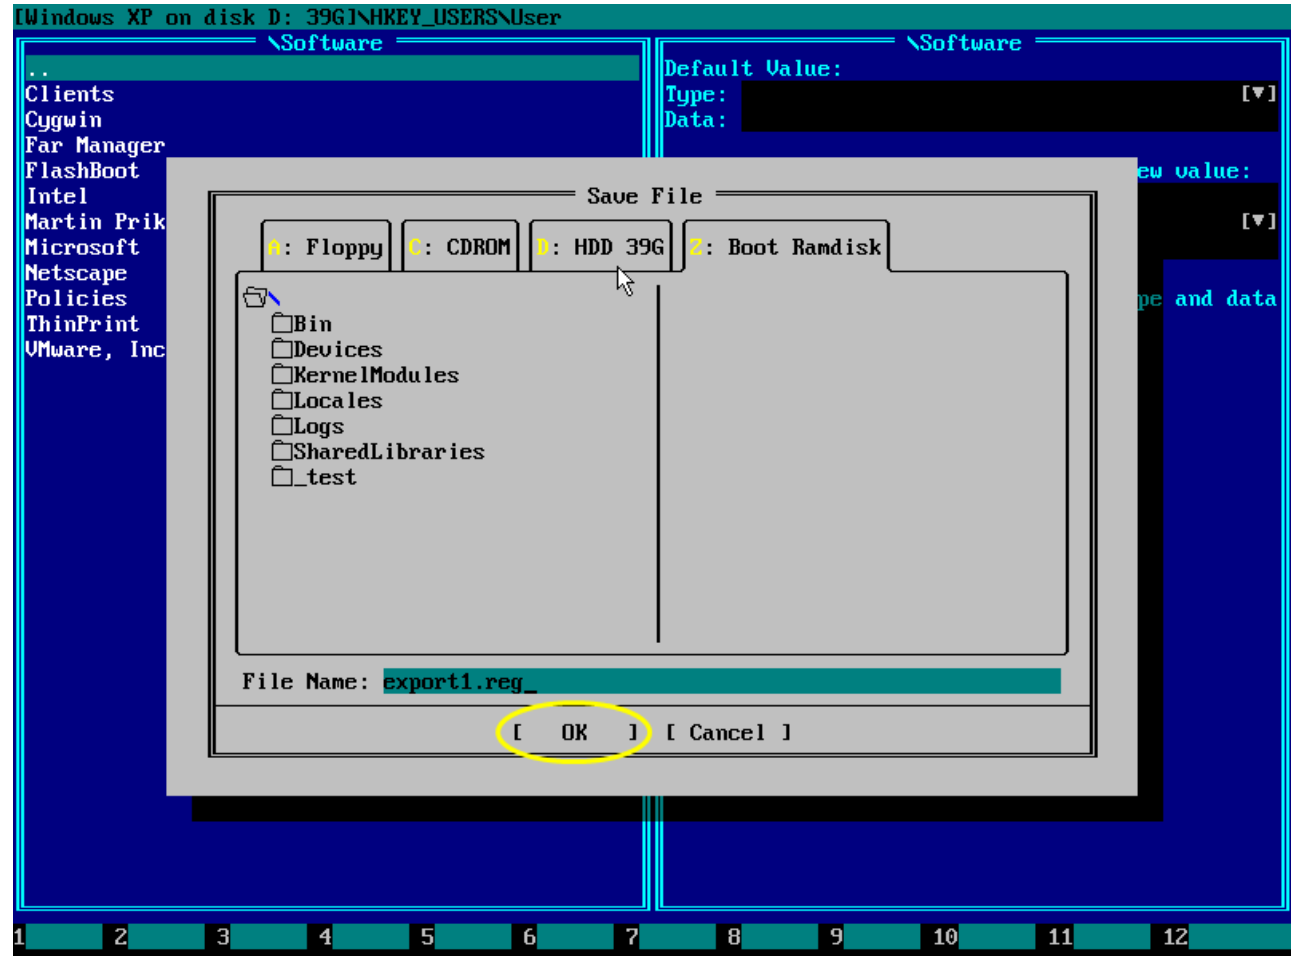 [Windows XP on disk D: 39G]\HKEY_USERS\User
\Software
..
Clients
Cygwin
Far Manager
FlashBoot
Intel
Martin Prik
Microsoft
Netscape
Policies
ThinPrint
VMware, Inc
\Software
Default Value:
Type: [▼]
Data:
ew value:
[▼]
pe and data
Save File
A: Floppy C: CDROM D: HDD 39G Z: Boot Ramdisk
\
Bin
Devices
KernelModules
Locales
Logs
SharedLibraries
_test
File Name: export1.reg_
[ OK ] [ Cancel ]
1 2 3 4 5 6 7 8 9 10 11 12